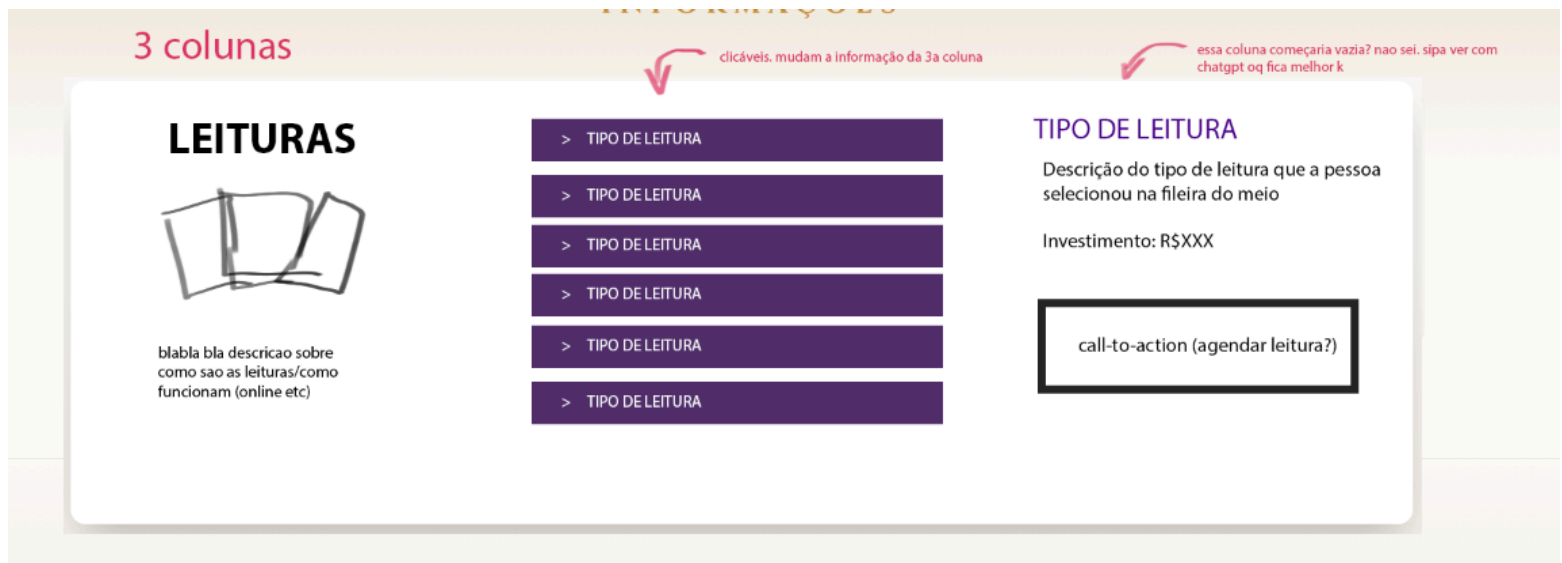 INFORMAÇÕES
3 colunas
clicáveis. mudam a informação da 3a coluna
essa coluna começaria vazia? nao sei. sipa ver com
chatgpt oq fica melhor k
LEITURAS
blabla bla descricao sobre
como sao as leituras/como
funcionam (online etc)
> TIPO DE LEITURA
> TIPO DE LEITURA
> TIPO DE LEITURA
> TIPO DE LEITURA
> TIPO DE LEITURA
> TIPO DE LEITURA
TIPO DE LEITURA
Descrição do tipo de leitura que a pessoa
selecionou na fileira do meio
Investimento: R$XXX
call-to-action (agendar leitura?)